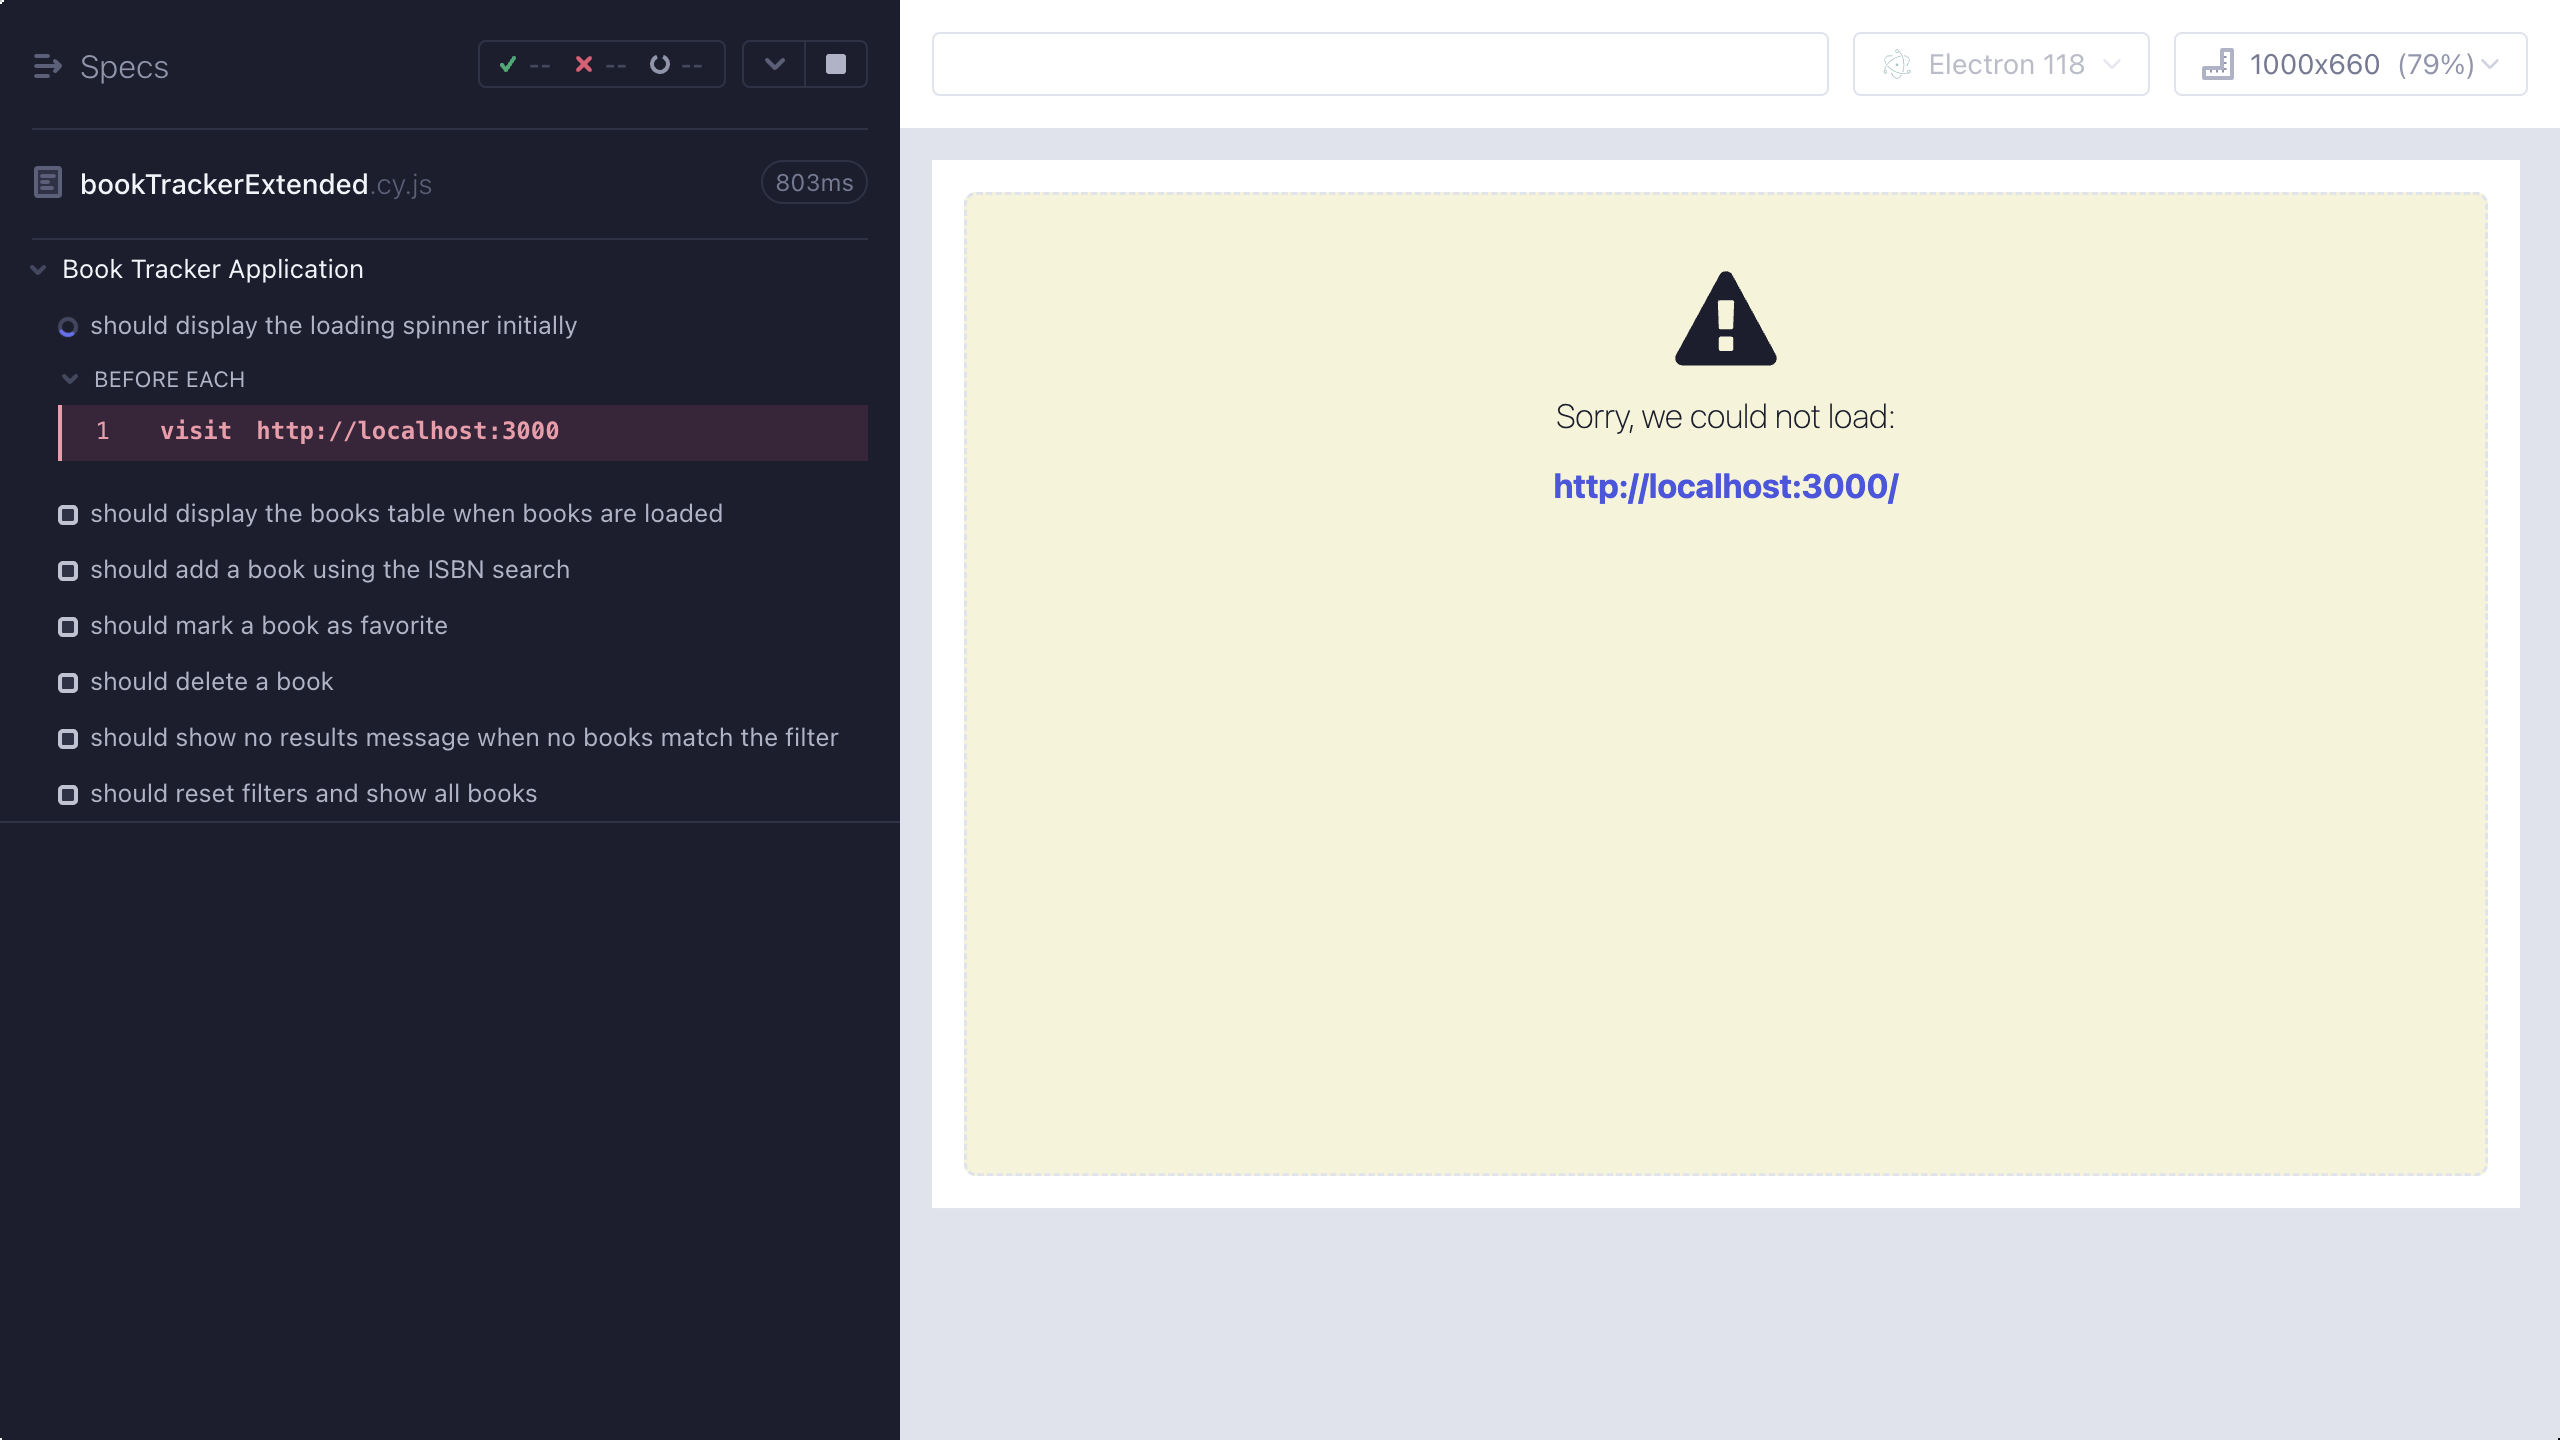 Specs
-- -- --
bookTrackerExtended.cy.js
803ms
Book Tracker Application
should display the loading spinner initially
BEFORE EACH
1 visit http://localhost:3000
should display the books table when books are loaded
should add a book using the ISBN search
should mark a book as favorite
should delete a book
should show no results message when no books match the filter
should reset filters and show all books
Electron 118
1000x660 (79%)
Sorry, we could not load:
http://localhost:3000/